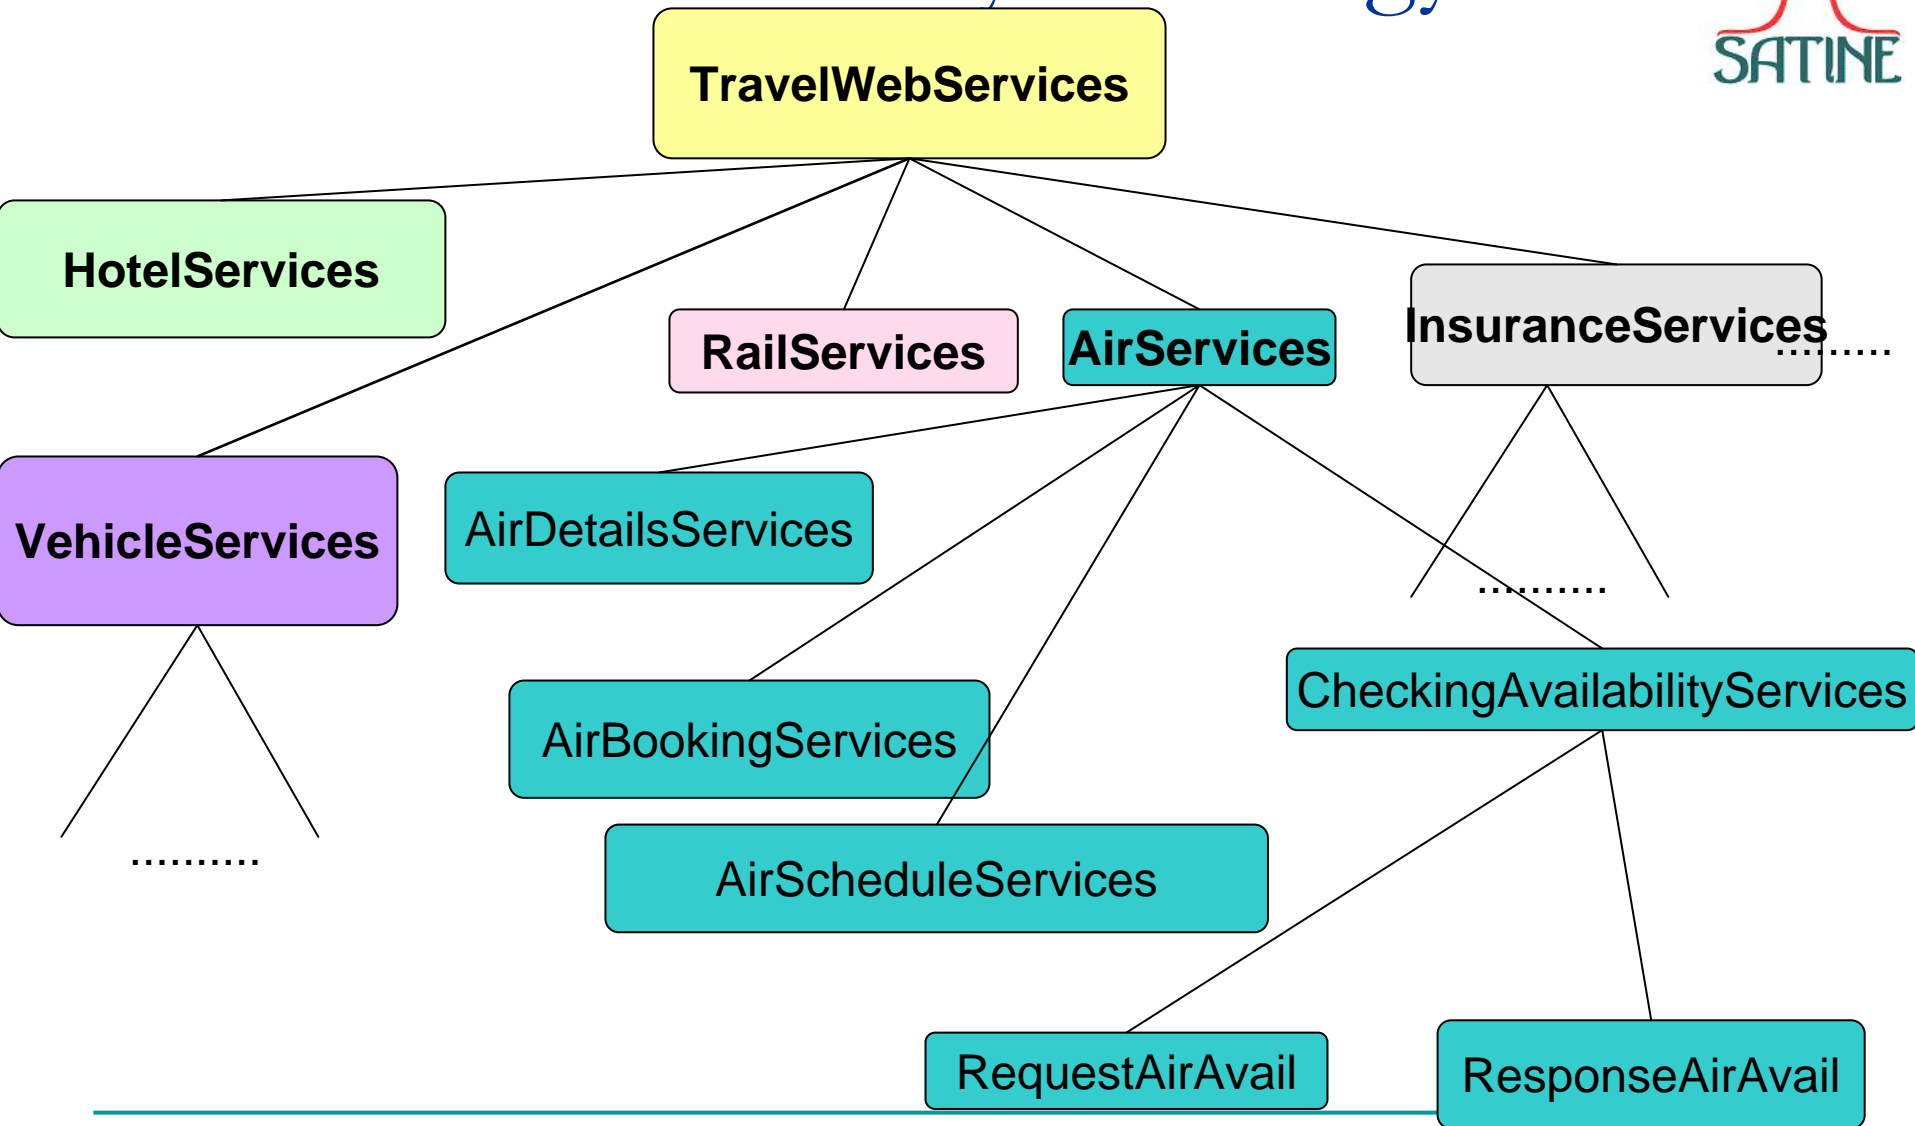 TravelWebServices
SATINE
HotelServices
RailServices
AirServices
InsuranceServices
.........
VehicleServices
AirDetailsServices
..........
CheckingAvailabilityServices
AirBookingServices
..........
AirScheduleServices
RequestAirAvail
ResponseAirAvail